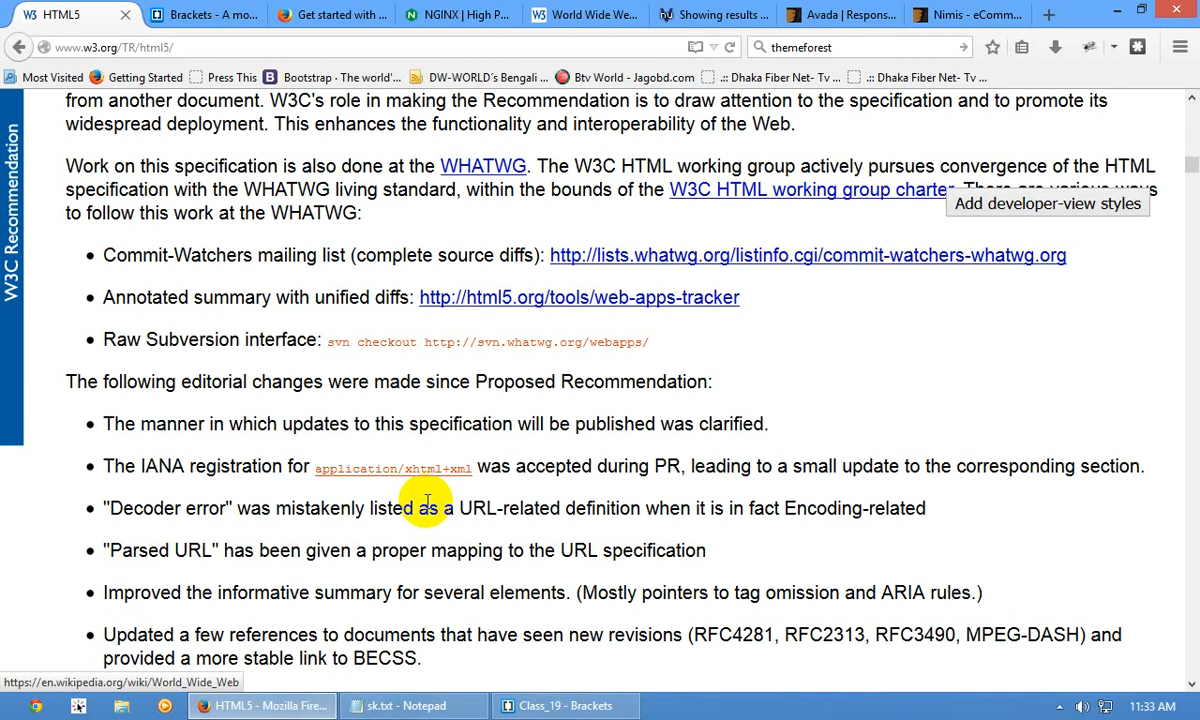 HTML5
Brackets - A mo...
Get started with ...
NGINX | High P...
World Wide We...
Showing results ...
Avada | Respons...
Nimis - eComm...
www.w3.org/TR/html5/
themeforest
Most Visited
Getting Started
Press This
Bootstrap · The world'...
DW-WORLD´s Bengali ...
Btv World - Jagobd.com
.:: Dhaka Fiber Net- Tv ...
.:: Dhaka Fiber Net- Tv ...
W3C Recommendation
from another document. W3C's role in making the Recommendation is to draw attention to the specification and to promote its
widespread deployment. This enhances the functionality and interoperability of the Web.
Work on this specification is also done at the WHATWG. The W3C HTML working group actively pursues convergence of the HTML
specification with the WHATWG living standard, within the bounds of the W3C HTML working group charter. There are various ways
Add developer-view styles
to follow this work at the WHATWG:
• Commit-Watchers mailing list (complete source diffs): http://lists.whatwg.org/listinfo.cgi/commit-watchers-whatwg.org
• Annotated summary with unified diffs: http://html5.org/tools/web-apps-tracker
• Raw Subversion interface: svn checkout http://svn.whatwg.org/webapps/
The following editorial changes were made since Proposed Recommendation:
• The manner in which updates to this specification will be published was clarified.
• The IANA registration for application/xhtml+xml was accepted during PR, leading to a small update to the corresponding section.
• "Decoder error" was mistakenly listed as a URL-related definition when it is in fact Encoding-related
• "Parsed URL" has been given a proper mapping to the URL specification
• Improved the informative summary for several elements. (Mostly pointers to tag omission and ARIA rules.)
• Updated a few references to documents that have seen new revisions (RFC4281, RFC2313, RFC3490, MPEG-DASH) and
provided a more stable link to BECSS.
https://en.wikipedia.org/wiki/World_Wide_Web
HTML5 - Mozilla Fire...
sk.txt - Notepad
Class_19 - Brackets
11:33 AM